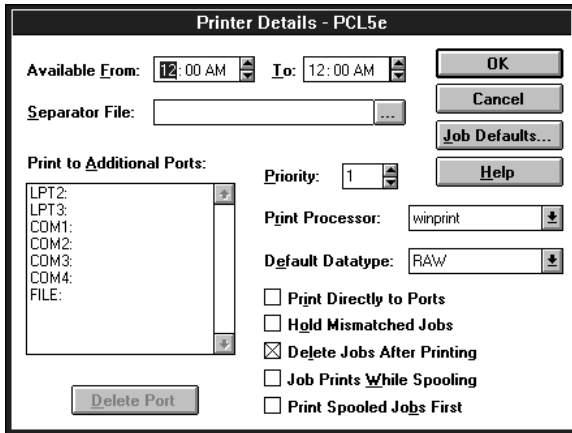 Printer Details - PCL5e
Available From: 12:00 AM To: 12:00 AM
OK
Cancel
Separator File: ...
Job Defaults...
Help
Print to Additional Ports:
LPT2:
LPT3:
COM1:
COM2:
COM3:
COM4:
FILE:
Delete Port
Priority: 1
Print Processor: winprint
Default Datatype: RAW
Print Directly to Ports
Hold Mismatched Jobs
Delete Jobs After Printing
Job Prints While Spooling
Print Spooled Jobs First